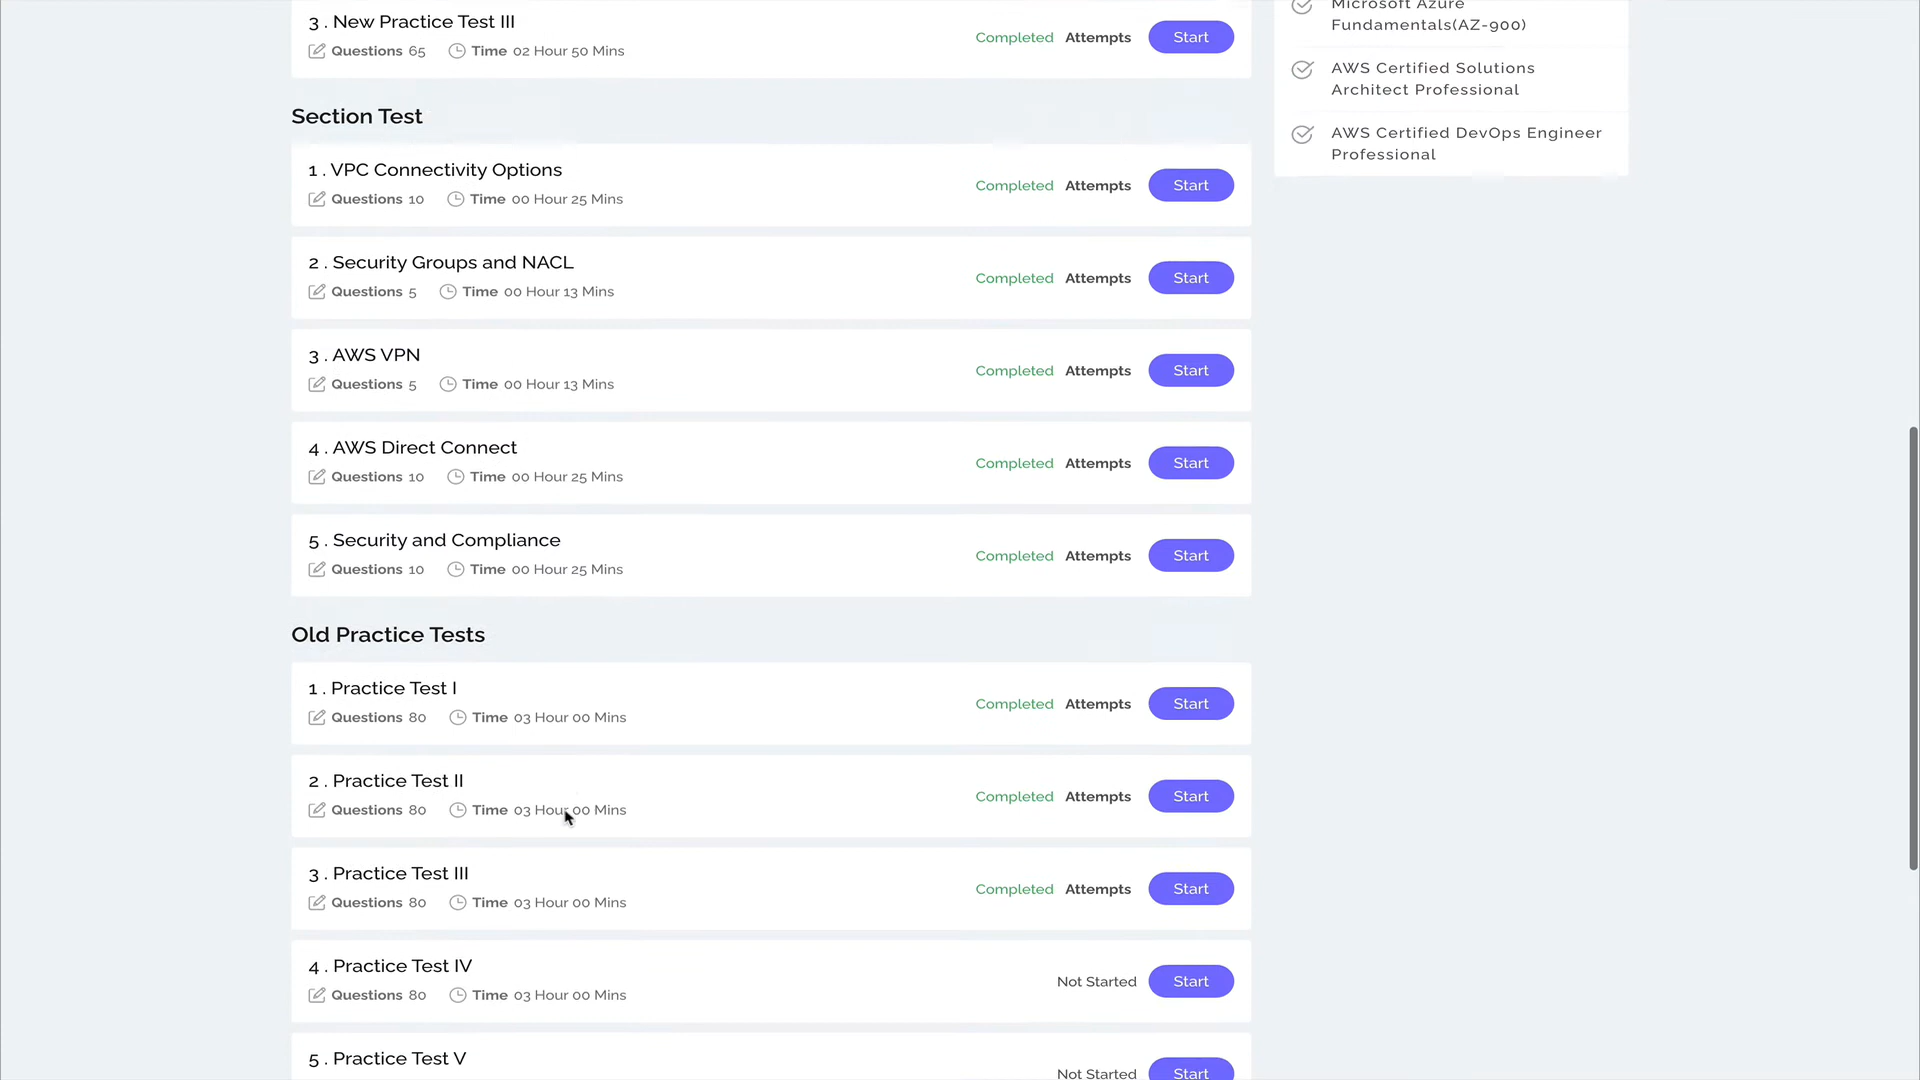 3 . New Practice Test III
Questions 65 Time 02 Hour 50 Mins
Completed Attempts Start
Section Test
1 . VPC Connectivity Options
Questions 10 Time 00 Hour 25 Mins
Completed Attempts Start
2 . Security Groups and NACL
Questions 5 Time 00 Hour 13 Mins
Completed Attempts Start
3 . AWS VPN
Questions 5 Time 00 Hour 13 Mins
Completed Attempts Start
4 . AWS Direct Connect
Questions 10 Time 00 Hour 25 Mins
Completed Attempts Start
5 . Security and Compliance
Questions 10 Time 00 Hour 25 Mins
Completed Attempts Start
Old Practice Tests
1 . Practice Test I
Questions 80 Time 03 Hour 00 Mins
Completed Attempts Start
2 . Practice Test II
Questions 80 Time 03 Hour 00 Mins
Completed Attempts Start
3 . Practice Test III
Questions 80 Time 03 Hour 00 Mins
Completed Attempts Start
4 . Practice Test IV
Questions 80 Time 03 Hour 00 Mins
Not Started Start
5 . Practice Test V
Not Started Start
Microsoft Azure
Fundamentals(AZ-900)
AWS Certified Solutions
Architect Professional
AWS Certified DevOps Engineer
Professional